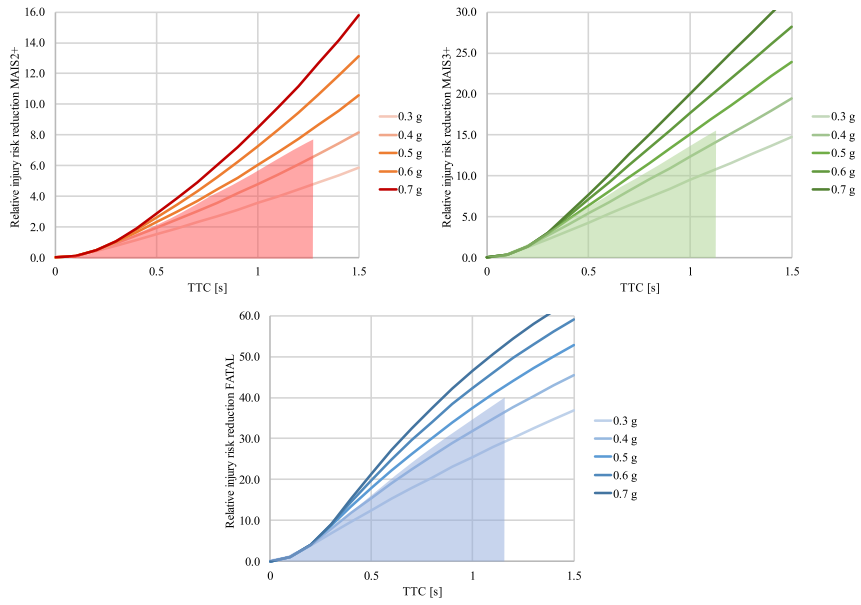 Relative injury risk reduction MAIS2+
16.0
14.0
12.0
10.0
8.0
6.0
4.0
2.0
0.0
0
0.5
1
1.5
TTC [s]
0.3 g
0.4 g
0.5 g
0.6 g
0.7 g
Relative injury risk reduction MAIS3+
30.0
25.0
20.0
15.0
10.0
5.0
0.0
0
0.5
1
1.5
TTC [s]
0.3 g
0.4 g
0.5 g
0.6 g
0.7 g
Relative injury risk reduction FATAL
60.0
50.0
40.0
30.0
20.0
10.0
0.0
0
0.5
1
1.5
TTC [s]
0.3 g
0.4 g
0.5 g
0.6 g
0.7 g